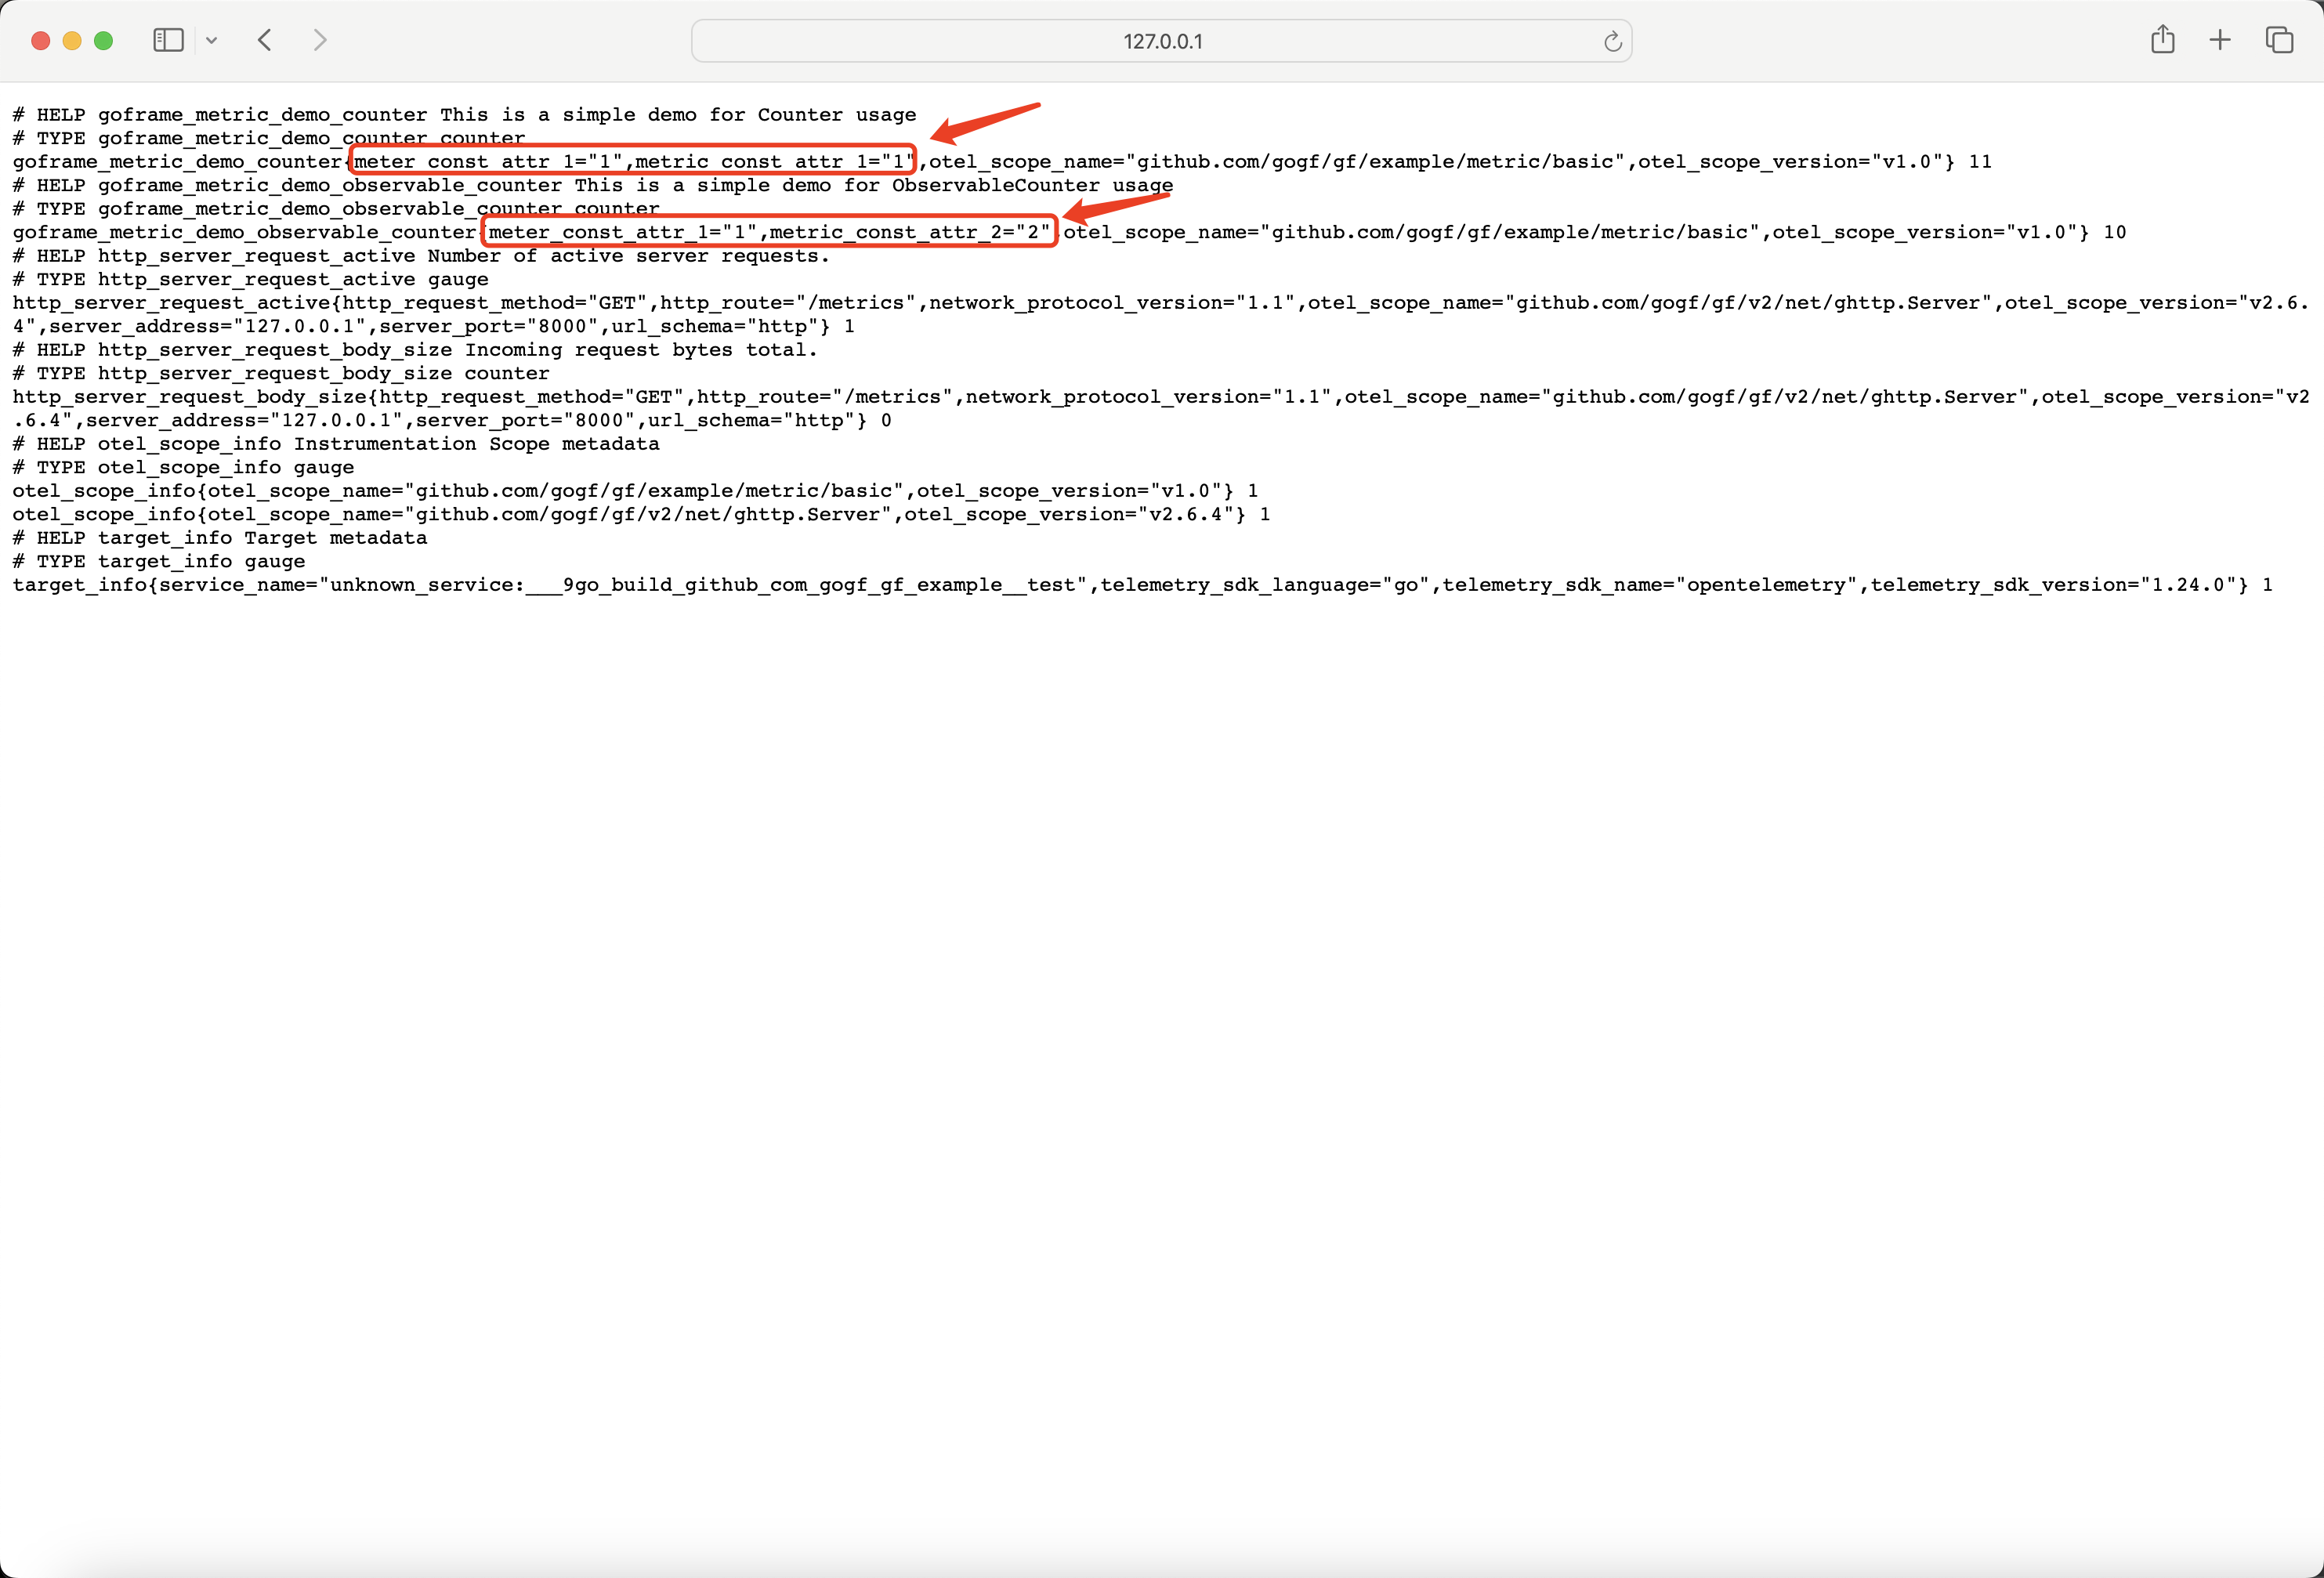 127.0.0.1
# HELP goframe_metric_demo_counter This is a simple demo for Counter usage
# TYPE goframe_metric_demo_counter counter
goframe_metric_demo_counter{meter_const_attr_1="1",metric_const_attr_1="1",otel_scope_name="github.com/gogf/gf/example/metric/basic",otel_scope_version="v1.0"} 11
# HELP goframe_metric_demo_observable_counter This is a simple demo for ObservableCounter usage
# TYPE goframe_metric_demo_observable_counter counter
goframe_metric_demo_observable_counter{meter_const_attr_1="1",metric_const_attr_2="2",otel_scope_name="github.com/gogf/gf/example/metric/basic",otel_scope_version="v1.0"} 10
# HELP http_server_request_active Number of active server requests.
# TYPE http_server_request_active gauge
http_server_request_active{http_request_method="GET",http_route="/metrics",network_protocol_version="1.1",otel_scope_name="github.com/gogf/gf/v2/net/ghttp.Server",otel_scope_version="v2.6.
4",server_address="127.0.0.1",server_port="8000",url_schema="http"} 1
# HELP http_server_request_body_size Incoming request bytes total.
# TYPE http_server_request_body_size counter
http_server_request_body_size{http_request_method="GET",http_route="/metrics",network_protocol_version="1.1",otel_scope_name="github.com/gogf/gf/v2/net/ghttp.Server",otel_scope_version="v2
.6.4",server_address="127.0.0.1",server_port="8000",url_schema="http"} 0
# HELP otel_scope_info Instrumentation Scope metadata
# TYPE otel_scope_info gauge
otel_scope_info{otel_scope_name="github.com/gogf/gf/example/metric/basic",otel_scope_version="v1.0"} 1
otel_scope_info{otel_scope_name="github.com/gogf/gf/v2/net/ghttp.Server",otel_scope_version="v2.6.4"} 1
# HELP target_info Target metadata
# TYPE target_info gauge
target_info{service_name="unknown_service:___9go_build_github_com_gogf_gf_example__test",telemetry_sdk_language="go",telemetry_sdk_name="opentelemetry",telemetry_sdk_version="1.24.0"} 1